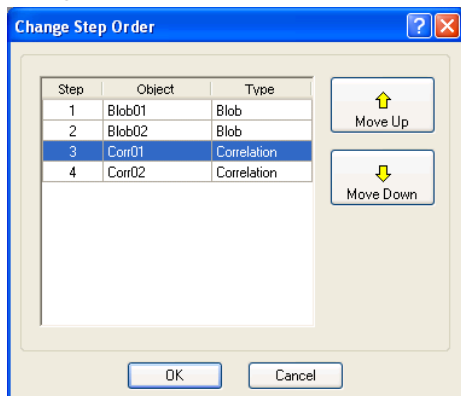 Change Step Order
Step Object Type
1 Blob01 Blob
2 Blob02 Blob
3 Corr01 Correlation
4 Corr02 Correlation
Move Up
Move Down
OK Cancel